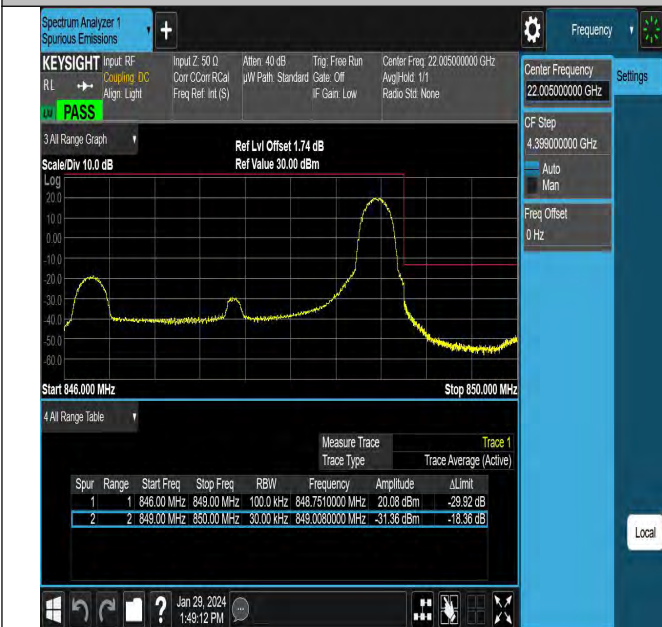 Spectrum Analyzer 1
Spurious Emissions
+
Frequency
KEYSIGHT
RL
Input: RF
Coupling: DC
Align: Light
Input Z: 50 Ω
Corr CCorr RCal
Freq Ref: Int (S)
Atten: 40 dB
µW Path: Standard
Trig: Free Run
Gate: Off
IF Gain: Low
Center Freq: 22.005000000 GHz
Avg|Hold: 1/1
Radio Std: None
PASS
Center Frequency
22.005000000 GHz
Settings
CF Step
4.399000000 GHz
Auto
Man
Freq Offset
0 Hz
3 All Range Graph
Scale/Div 10.0 dB
Ref Lvl Offset 1.74 dB
Ref Value 30.00 dBm
Log
20.0
10.0
0.00
-10.0
-20.0
-30.0
-40.0
-50.0
-60.0
Start 846.000 MHz Stop 850.000 MHz
4 All Range Table
Measure Trace Trace 1
Trace Type Trace Average (Active)
Spur Range Start Freq Stop Freq RBW Frequency Amplitude ΔLimit
1 1 846.00 MHz 849.00 MHz 100.0 kHz 848.7510000 MHz 20.08 dBm -29.92 dB
2 2 849.00 MHz 850.00 MHz 30.00 kHz 849.0080000 MHz -31.36 dBm -18.36 dB
Local
?
Jan 29, 2024
1:49:12 PM